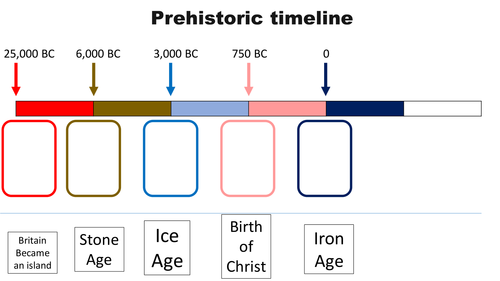 Prehistoric timeline
25,000 BC 6,000 BC 3,000 BC 750 BC 0
Britain
Became
an island
Stone
Age
Ice
Age
Birth
of
Christ
Iron
Age